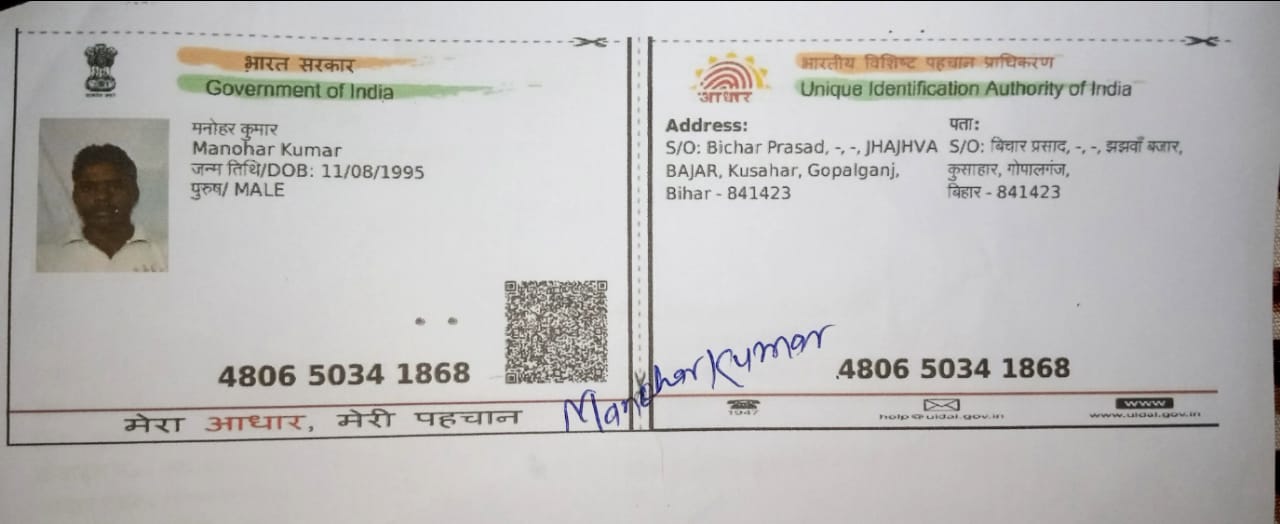 भारत सरकार
Government of India
मनोहर कुमार
Manohar Kumar
जन्म तिथि/DOB: 11/08/1995
पुरुष/ MALE
4806 5034 1868
मेरा आधार, मेरी पहचान
Manohar Kumar
भारतीय विशिष्ट पहचान प्राधिकरण
Unique Identification Authority of India
आधार
Address:
S/O: Bichar Prasad, -, -, JHAJHVA
BAJAR, Kusahar, Gopalganj,
Bihar - 841423
पता:
S/O: बिचार प्रसाद, -, -, झझवाँ बजार,
कुसाहार, गोपालगंज,
बिहार - 841423
4806 5034 1868
1947
help@uidai.gov.in
www
www.uidai.gov.in